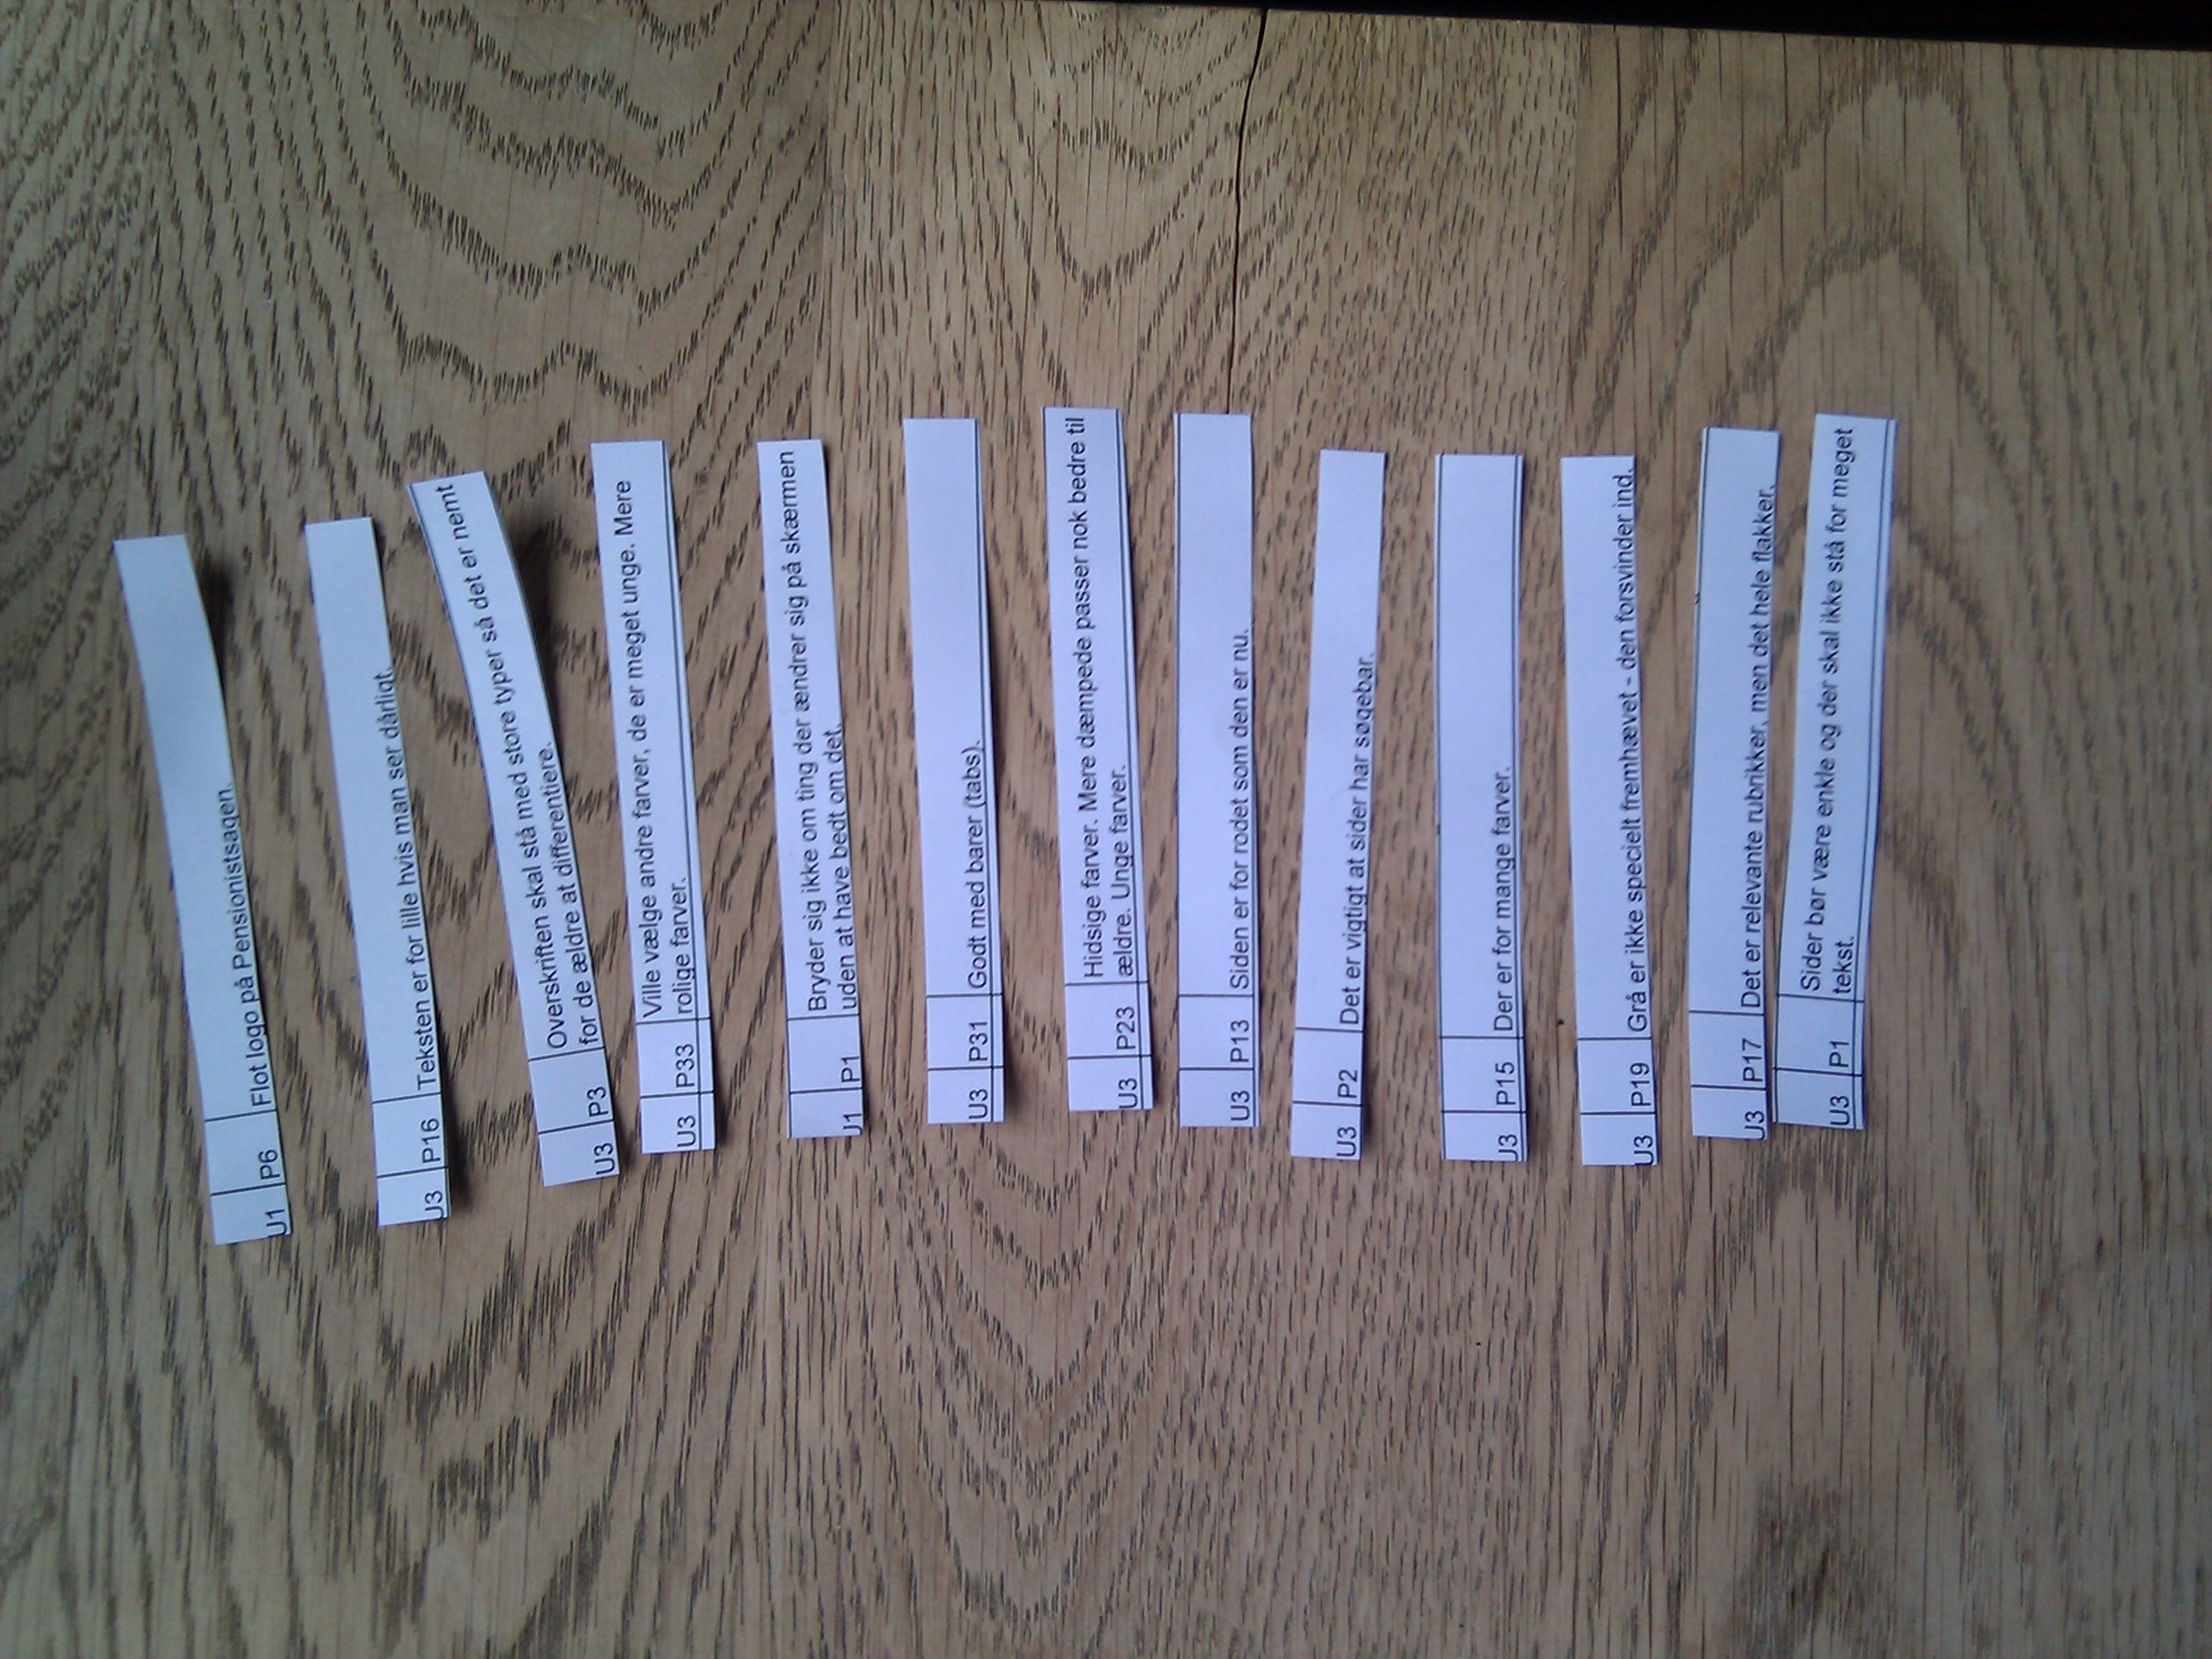 U1 P6 Flot logo på Pensionistsagen.
U3 P16 Teksten er for lille hvis man ser dårligt.
Overskriften skal stå med store typer så det er nemt
U3 P3 for de ældre at differentiere.
Ville vælge andre farver, de er meget unge. Mere
U3 P33 rolige farver.
Bryder sig ikke om ting der ændrer sig på skærmen
U1 P1 uden at have bedt om det.
U3 P31 Godt med barer (tabs).
Hidsige farver. Mere dæmpede passer nok bedre til
U3 P23 ældre. Unge farver.
U3 P13 Siden er for rodet som den er nu.
U3 P2 Det er vigtigt at sider har søgebar.
U3 P15 Der er for mange farver.
U3 P19 Grå er ikke specielt fremhævet - den forsvinder ind.
U3 P17 Det er relevante rubrikker, men det hele flakker.
Sider bør være enkle og der skal ikke stå for meget
U3 P1 tekst.